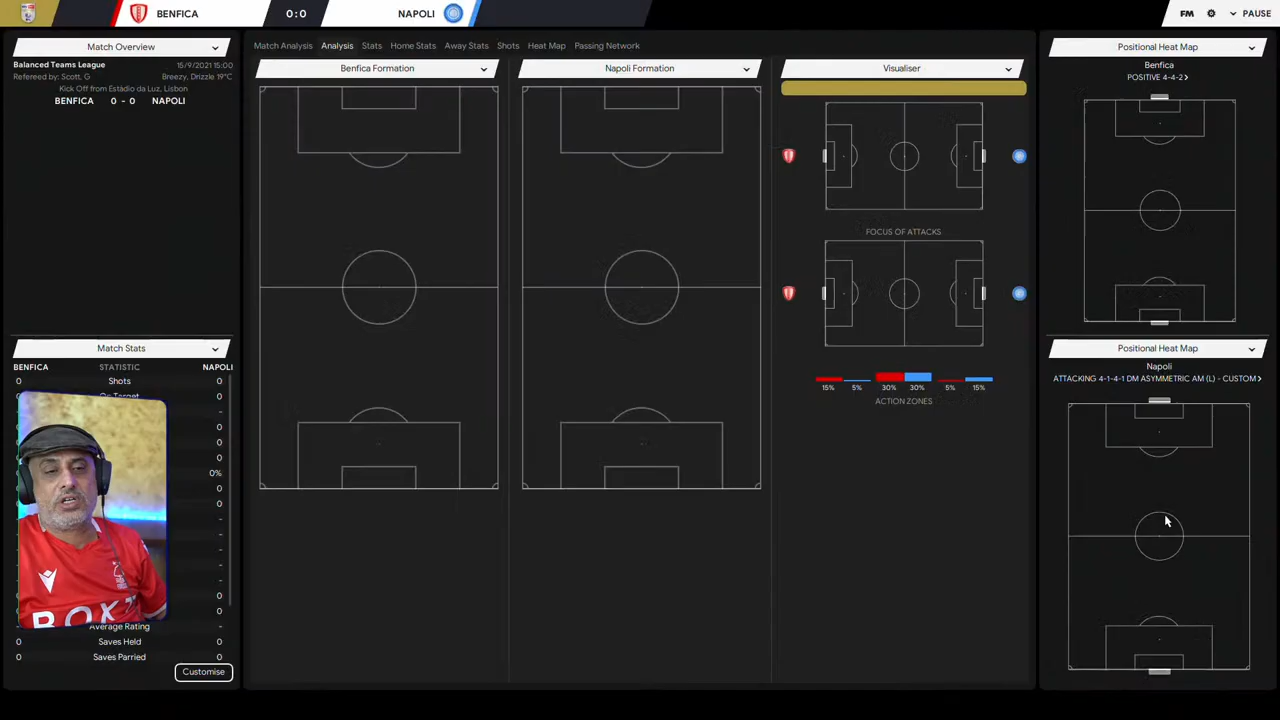 BENFICA
0:0
NAPOLI
FM
PAUSE
Match Overview
Balanced Teams League
15/9/2021 15:00
Refereed by: Scott, G
Breezy, Drizzle 19°C
Kick Off from Estádio da Luz, Lisbon
BENFICA 0 - 0 NAPOLI
Match Stats
BENFICA STATISTIC NAPOLI
0 Shots 0
On Target 0
-
0
0
0
0%
0
0
-
-
-
-
-
0
0
Average Rating -
0 Saves Held 0
0 Saves Parried 0
Customise
BOXT
Match Analysis Analysis Stats Home Stats Away Stats Shots Heat Map Passing Network
Benfica Formation
Napoli Formation
Visualiser
FOCUS OF ATTACKS
15% 5% 30% 30% 5% 15%
ACTION ZONES
Positional Heat Map
Benfica
POSITIVE 4-4-2
Positional Heat Map
Napoli
ATTACKING 4-1-4-1 DM ASYMMETRIC AM (L) - CUSTOM